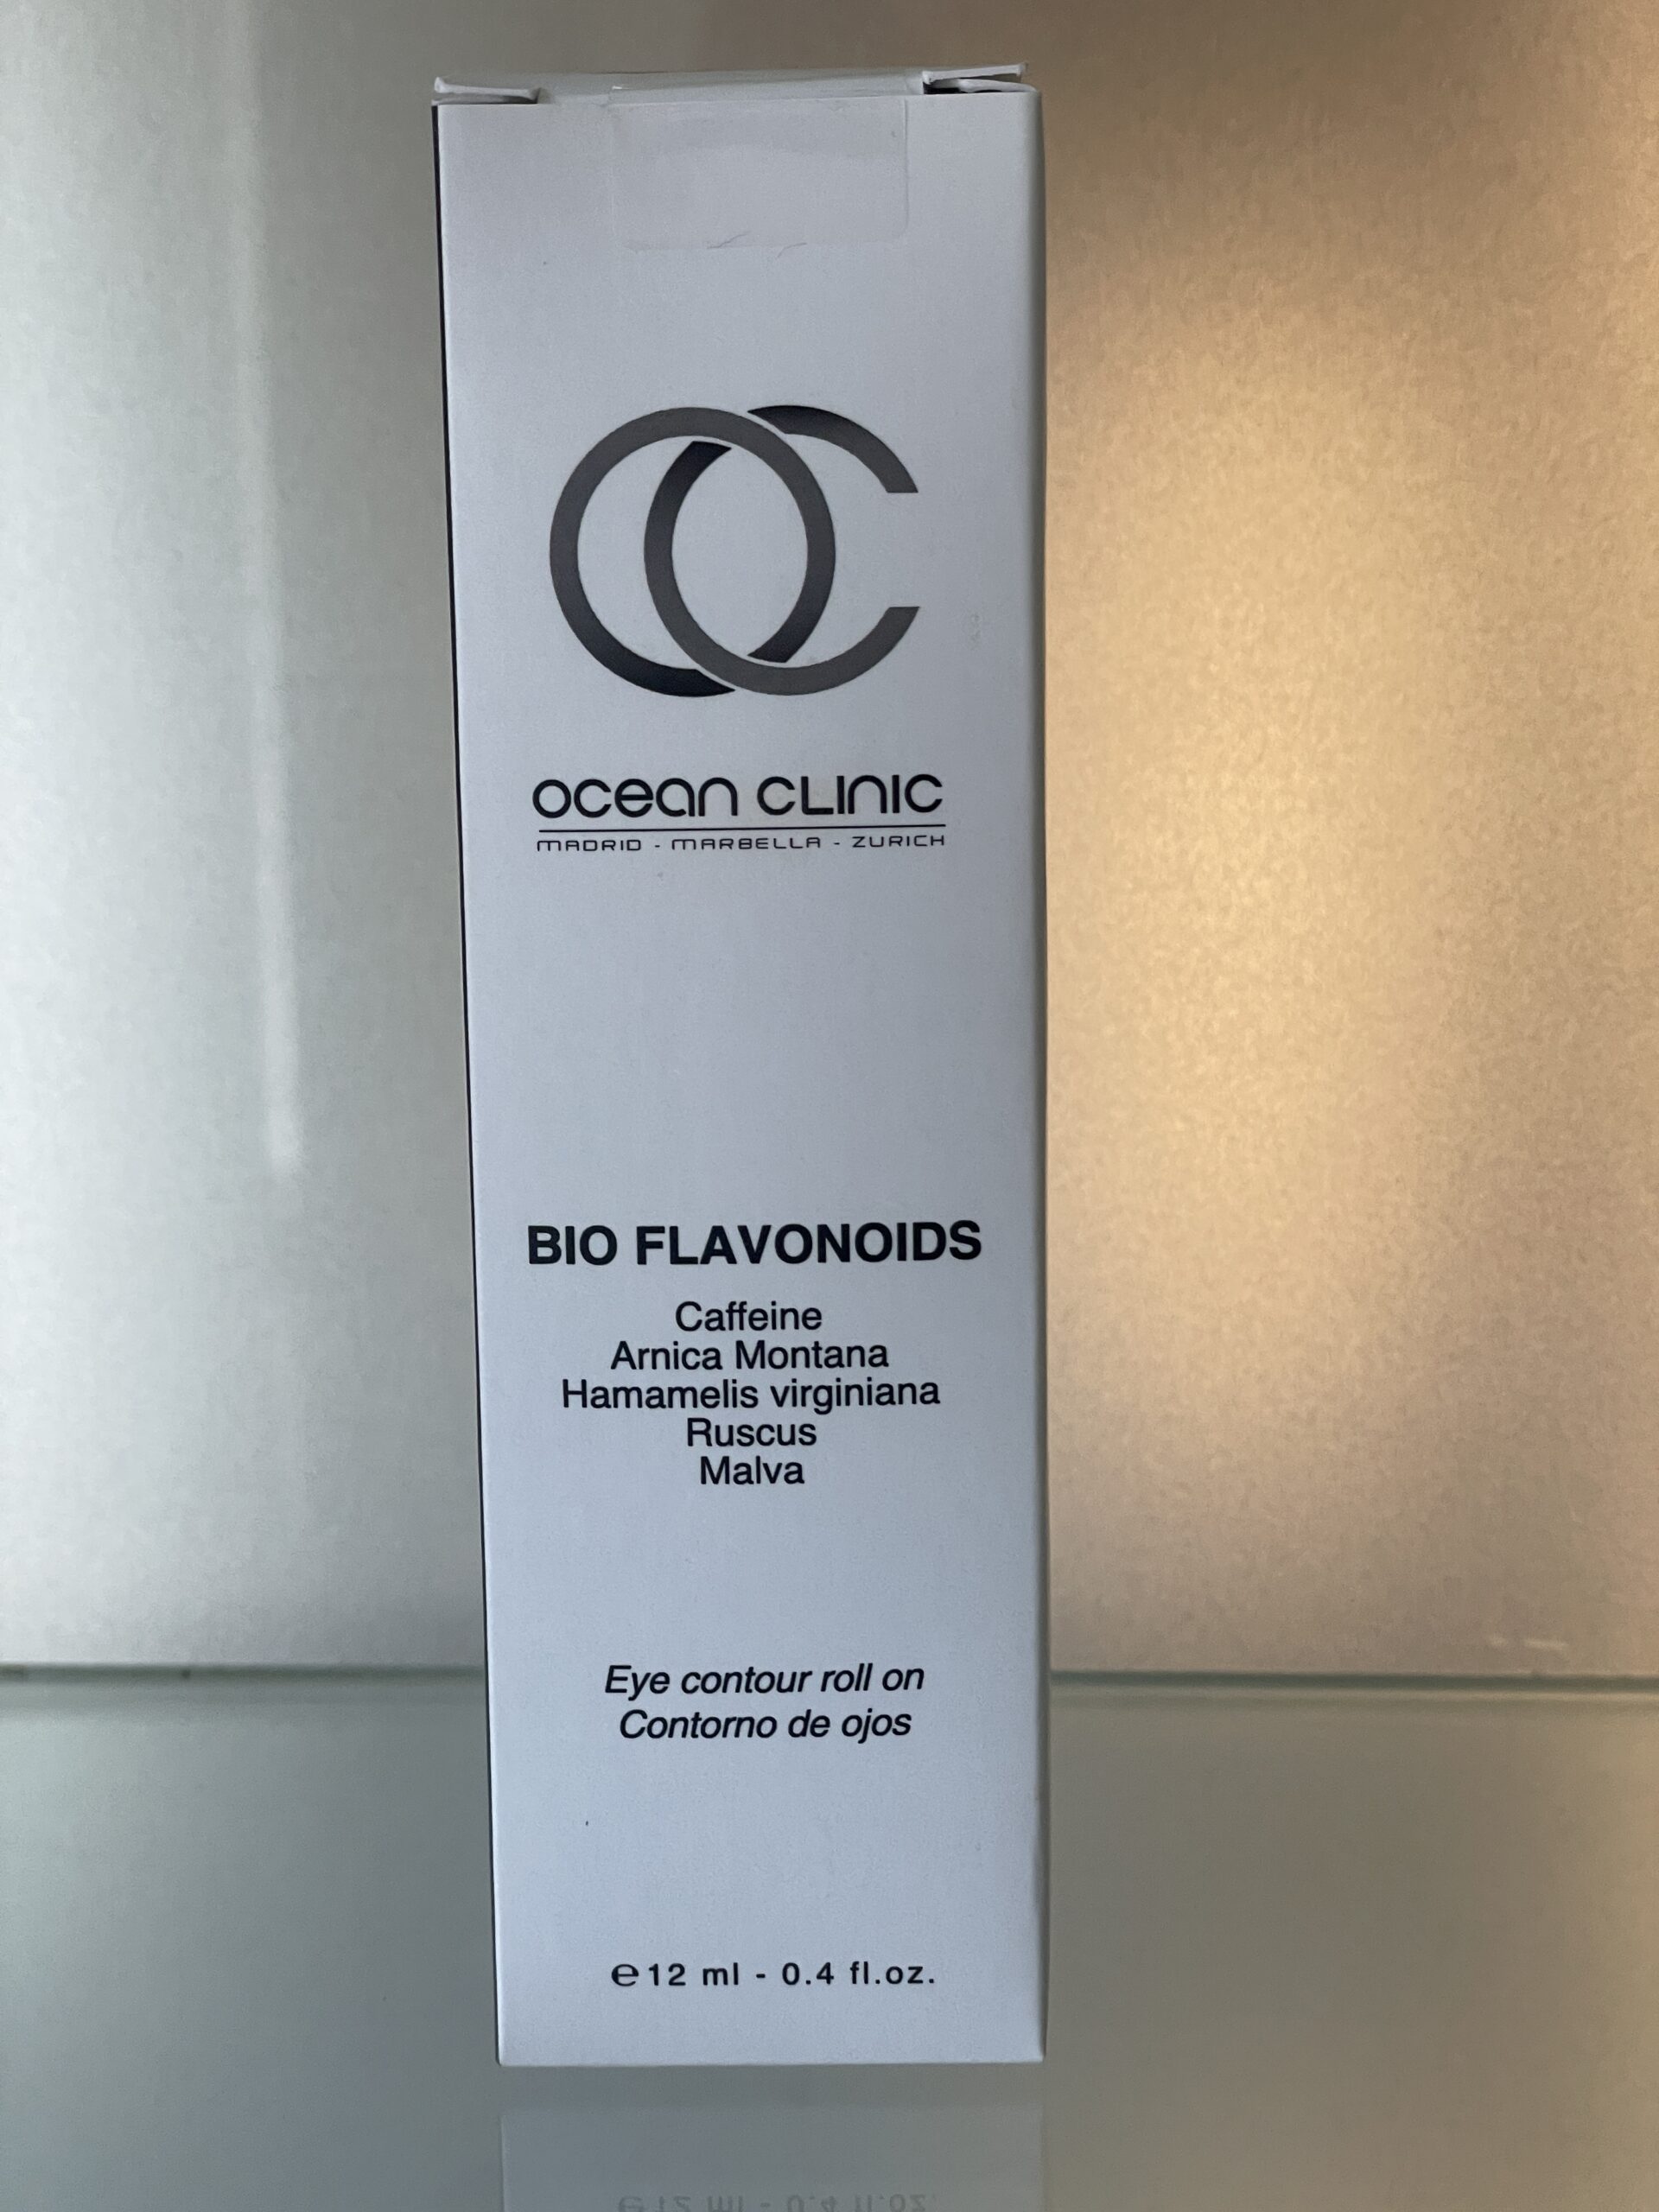 OC
ocean CLINIC
MADRID - MARBELLA - ZURICH
BIO FLAVONOIDS
Caffeine
Arnica Montana
Hamamelis virginiana
Ruscus
Malva
Eye contour roll on
Contorno de ojos
℮12 ml - 0.4 fl.oz.